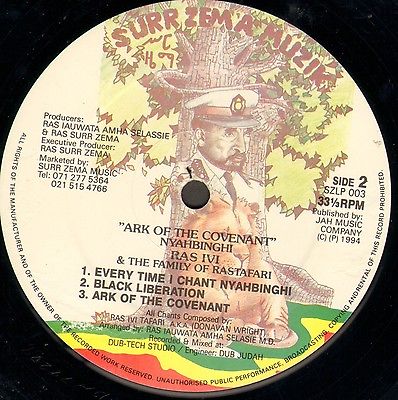 SURR ZEMA MUZIK
Producers:
RAS IAUWATA AMHA SELASSIE
& RAS SURR ZEMA
Executive Producer:
RAS SURR ZEMA
Marketed by:
SURR ZEMA MUSIC
Tel: 071 277 5364
021 515 4766
SIDE 2
SZLP 003
33⅓RPM
Published by:
JAH MUSIC
COMPANY
(C) (P) 1994
"ARK OF THE COVENANT"
NYAHBINGHI
RAS IVI
& THE FAMILY OF RASTAFARI
1. EVERY TIME I CHANT NYAHBINGHI
2. BLACK LIBERATION
3. ARK OF THE COVENANT
All Chants Composed by:
RAS IVI TAFARI A.K.A. (DONAVAN WRIGHT)
Arranged by: RAS IAUWATA AMHA SELASIE M.D.
Recorded & Mixed at:
DUB-TECH STUDIO / Engineer: DUB JUDAH
ALL RIGHTS OF THE MANUFACTURER AND OF THE OWNER OF THE RECORDED WORK RESERVED. UNAUTHORISED PUBLIC PERFORMANCE, BROADCASTING, COPYING AND RENTAL OF THIS RECORD PROHIBITED.